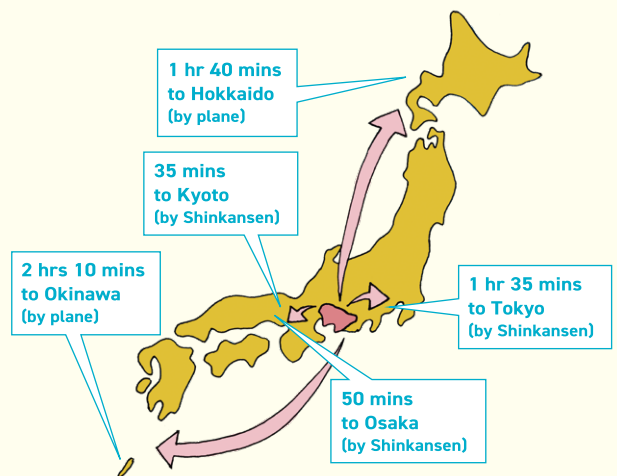 1 hr 40 mins
to Hokkaido
(by plane)
35 mins
to Kyoto
(by Shinkansen)
2 hrs 10 mins
to Okinawa
(by plane)
1 hr 35 mins
to Tokyo
(by Shinkansen)
50 mins
to Osaka
(by Shinkansen)